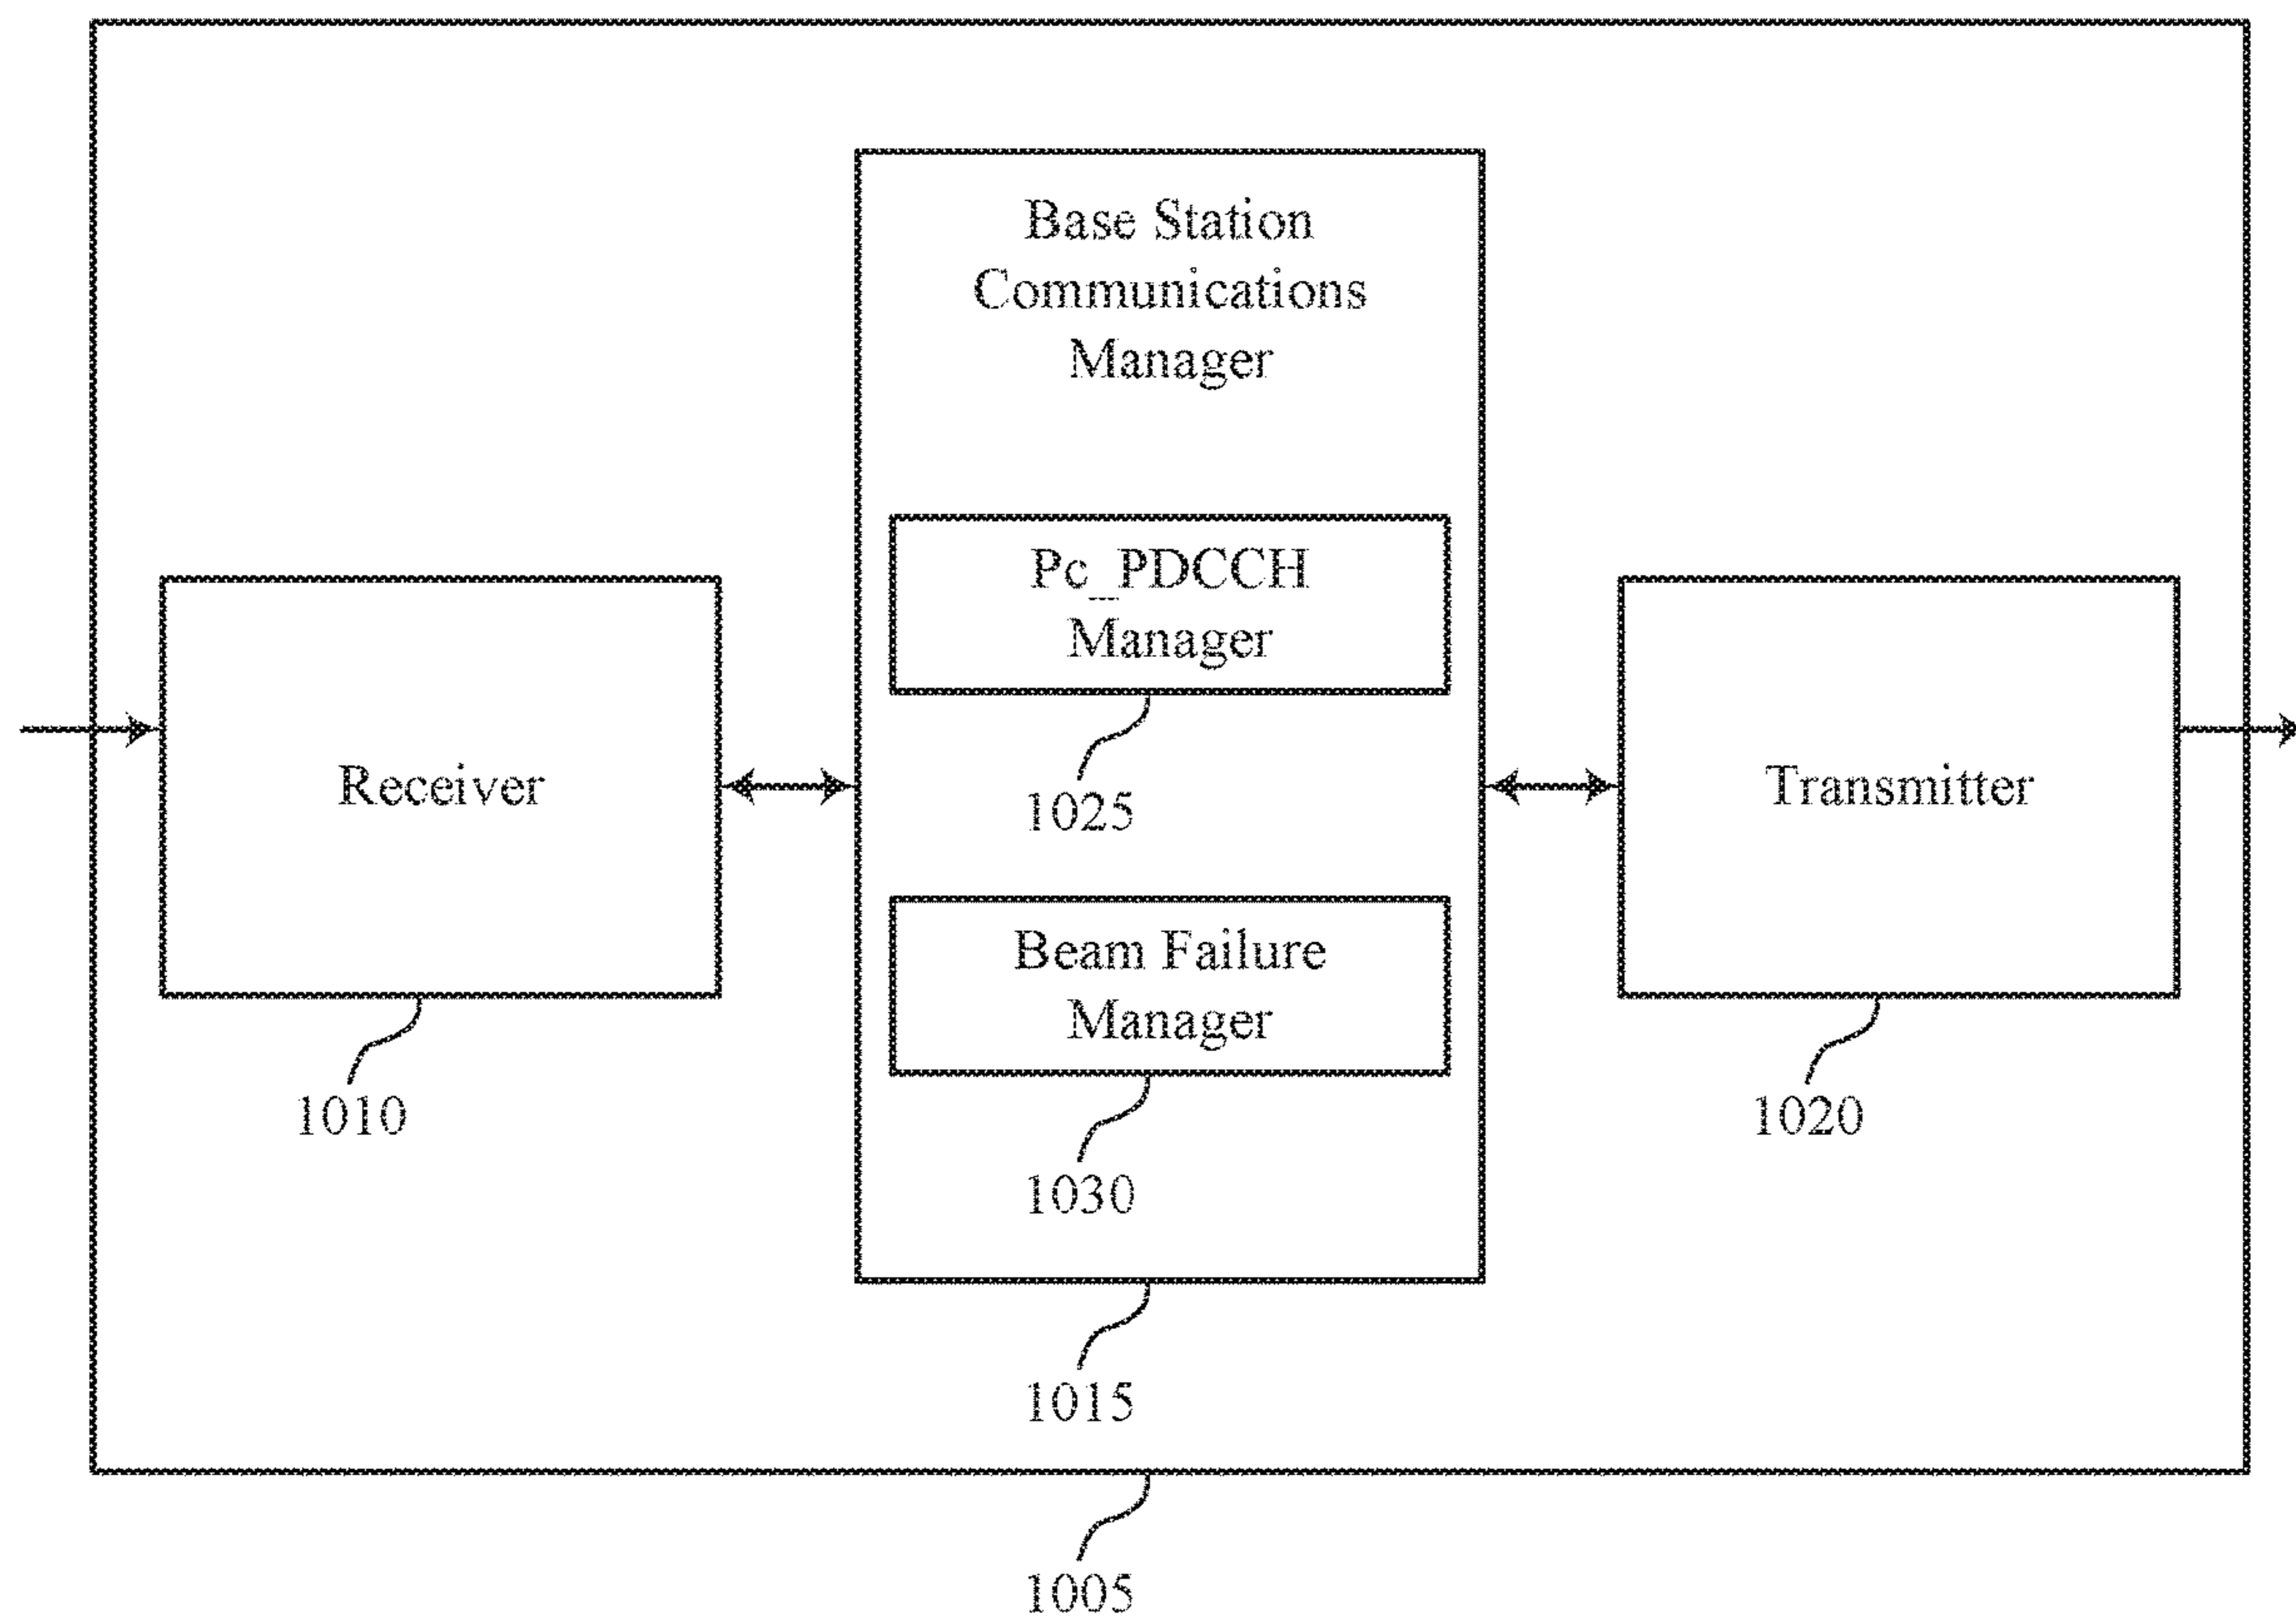 Base Station
Communications
Manager
Pc_PDCCH
Manager
1025
Receiver
Transmitter
Beam Failure
Manager
1010
1020
1030
1015
1005